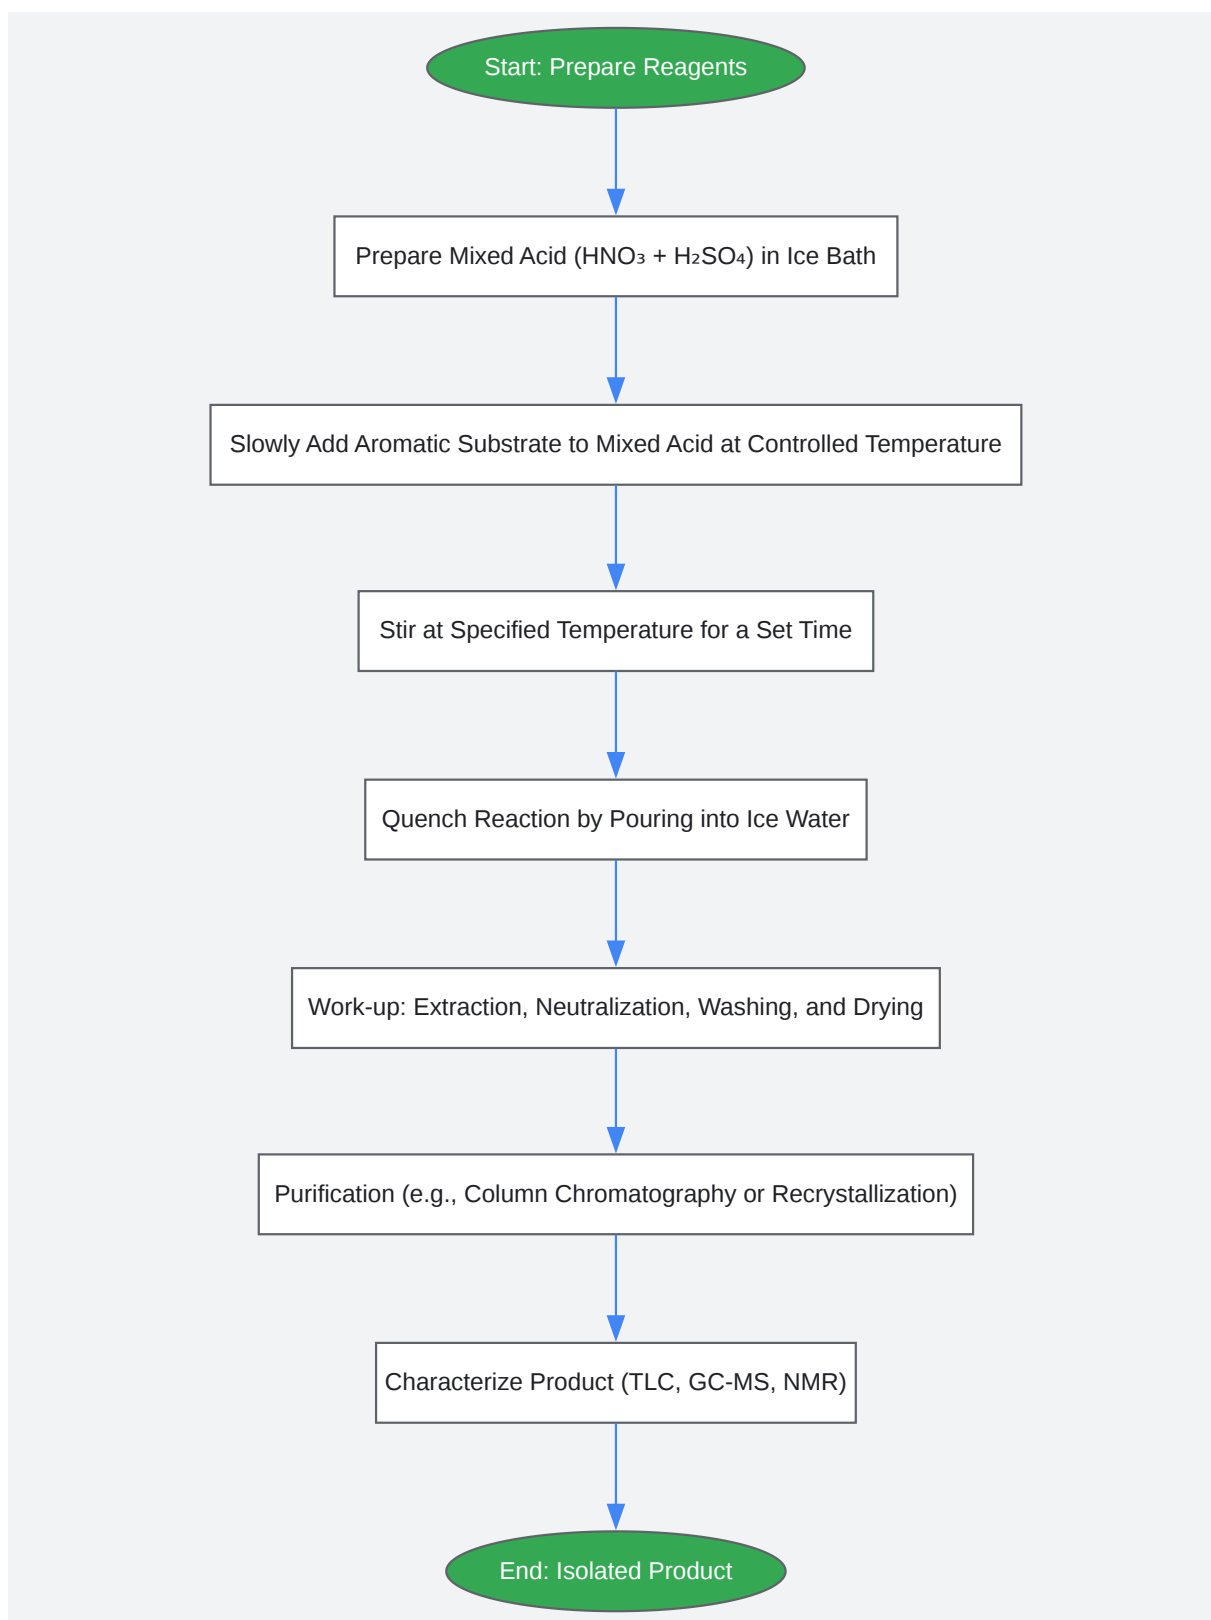 Start: Prepare Reagents
Prepare Mixed Acid (HNO₃ + H₂SO₄) in Ice Bath
Slowly Add Aromatic Substrate to Mixed Acid at Controlled Temperature
Stir at Specified Temperature for a Set Time
Quench Reaction by Pouring into Ice Water
Work-up: Extraction, Neutralization, Washing, and Drying
Purification (e.g., Column Chromatography or Recrystallization)
Characterize Product (TLC, GC-MS, NMR)
End: Isolated Product